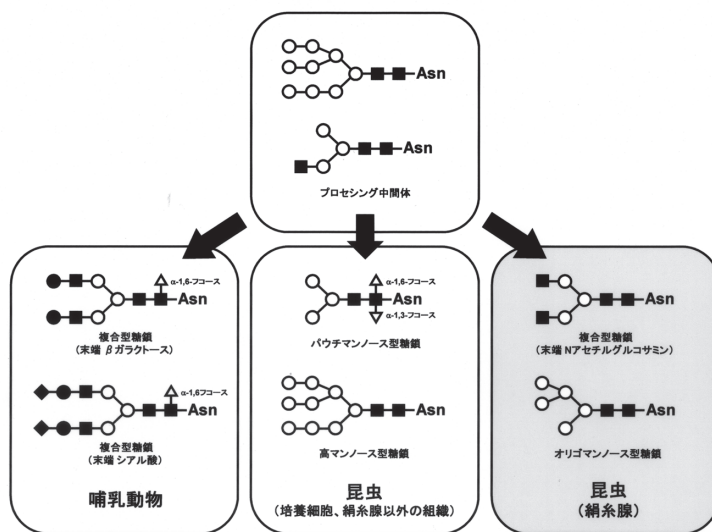 Asn
Asn
プロセシング中間体
α-1,6-フコース
Asn
複合型糖鎖
(末端 βガラクトース)
α-1,6フコース
Asn
複合型糖鎖
(末端 シアル酸)
哺乳動物
α-1,6-フコース
Asn
α-1,3-フコース
パウチマンノース型糖鎖
Asn
高マンノース型糖鎖
昆虫
(培養細胞、絹糸腺以外の組織)
Asn
複合型糖鎖
(末端 Nアセチルグルコサミン)
Asn
オリゴマンノース型糖鎖
昆虫
(絹糸腺)